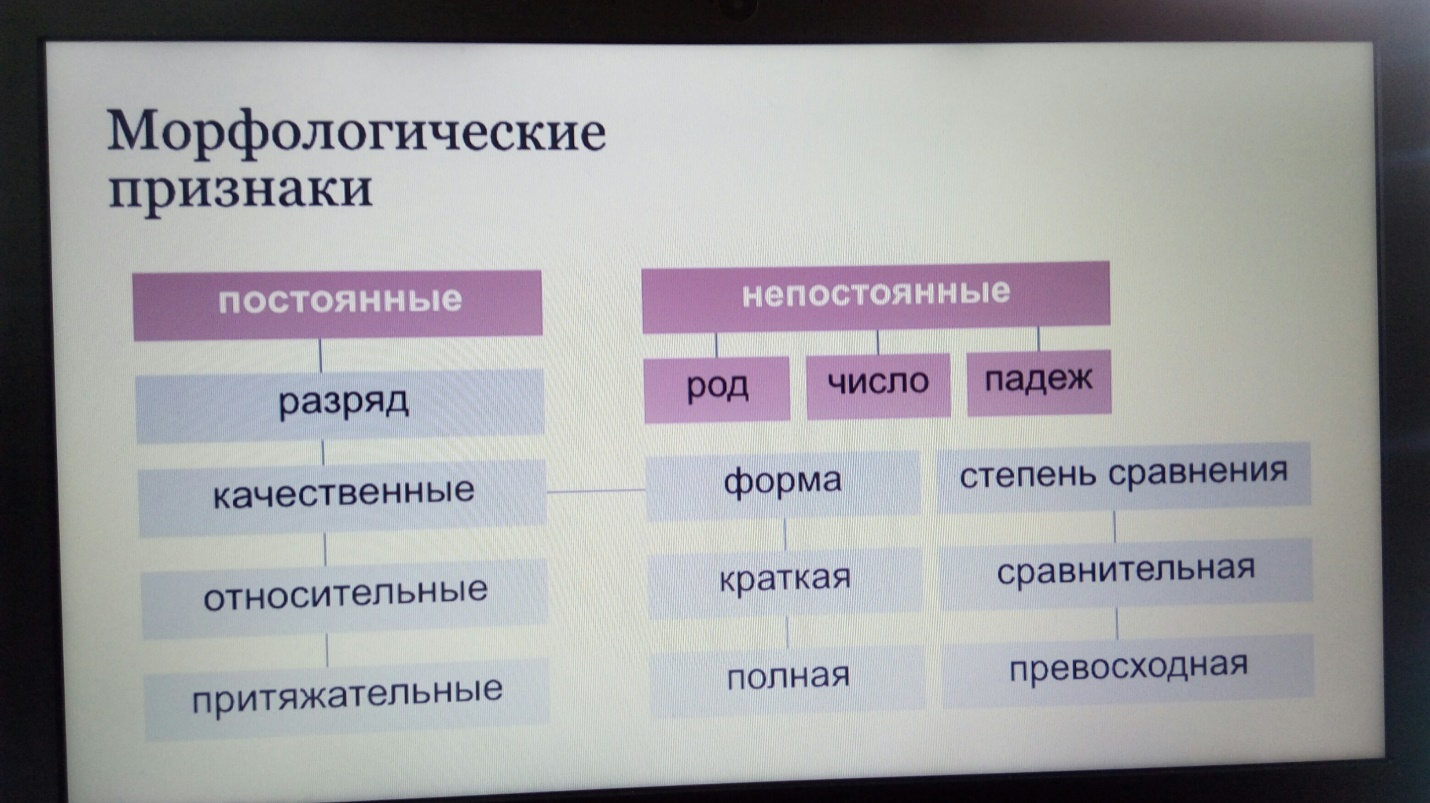 Морфологические
признаки
постоянные
непостоянные
разряд
род
число
падеж
качественные
форма
степень сравнения
относительные
краткая
сравнительная
притяжательные
полная
превосходная